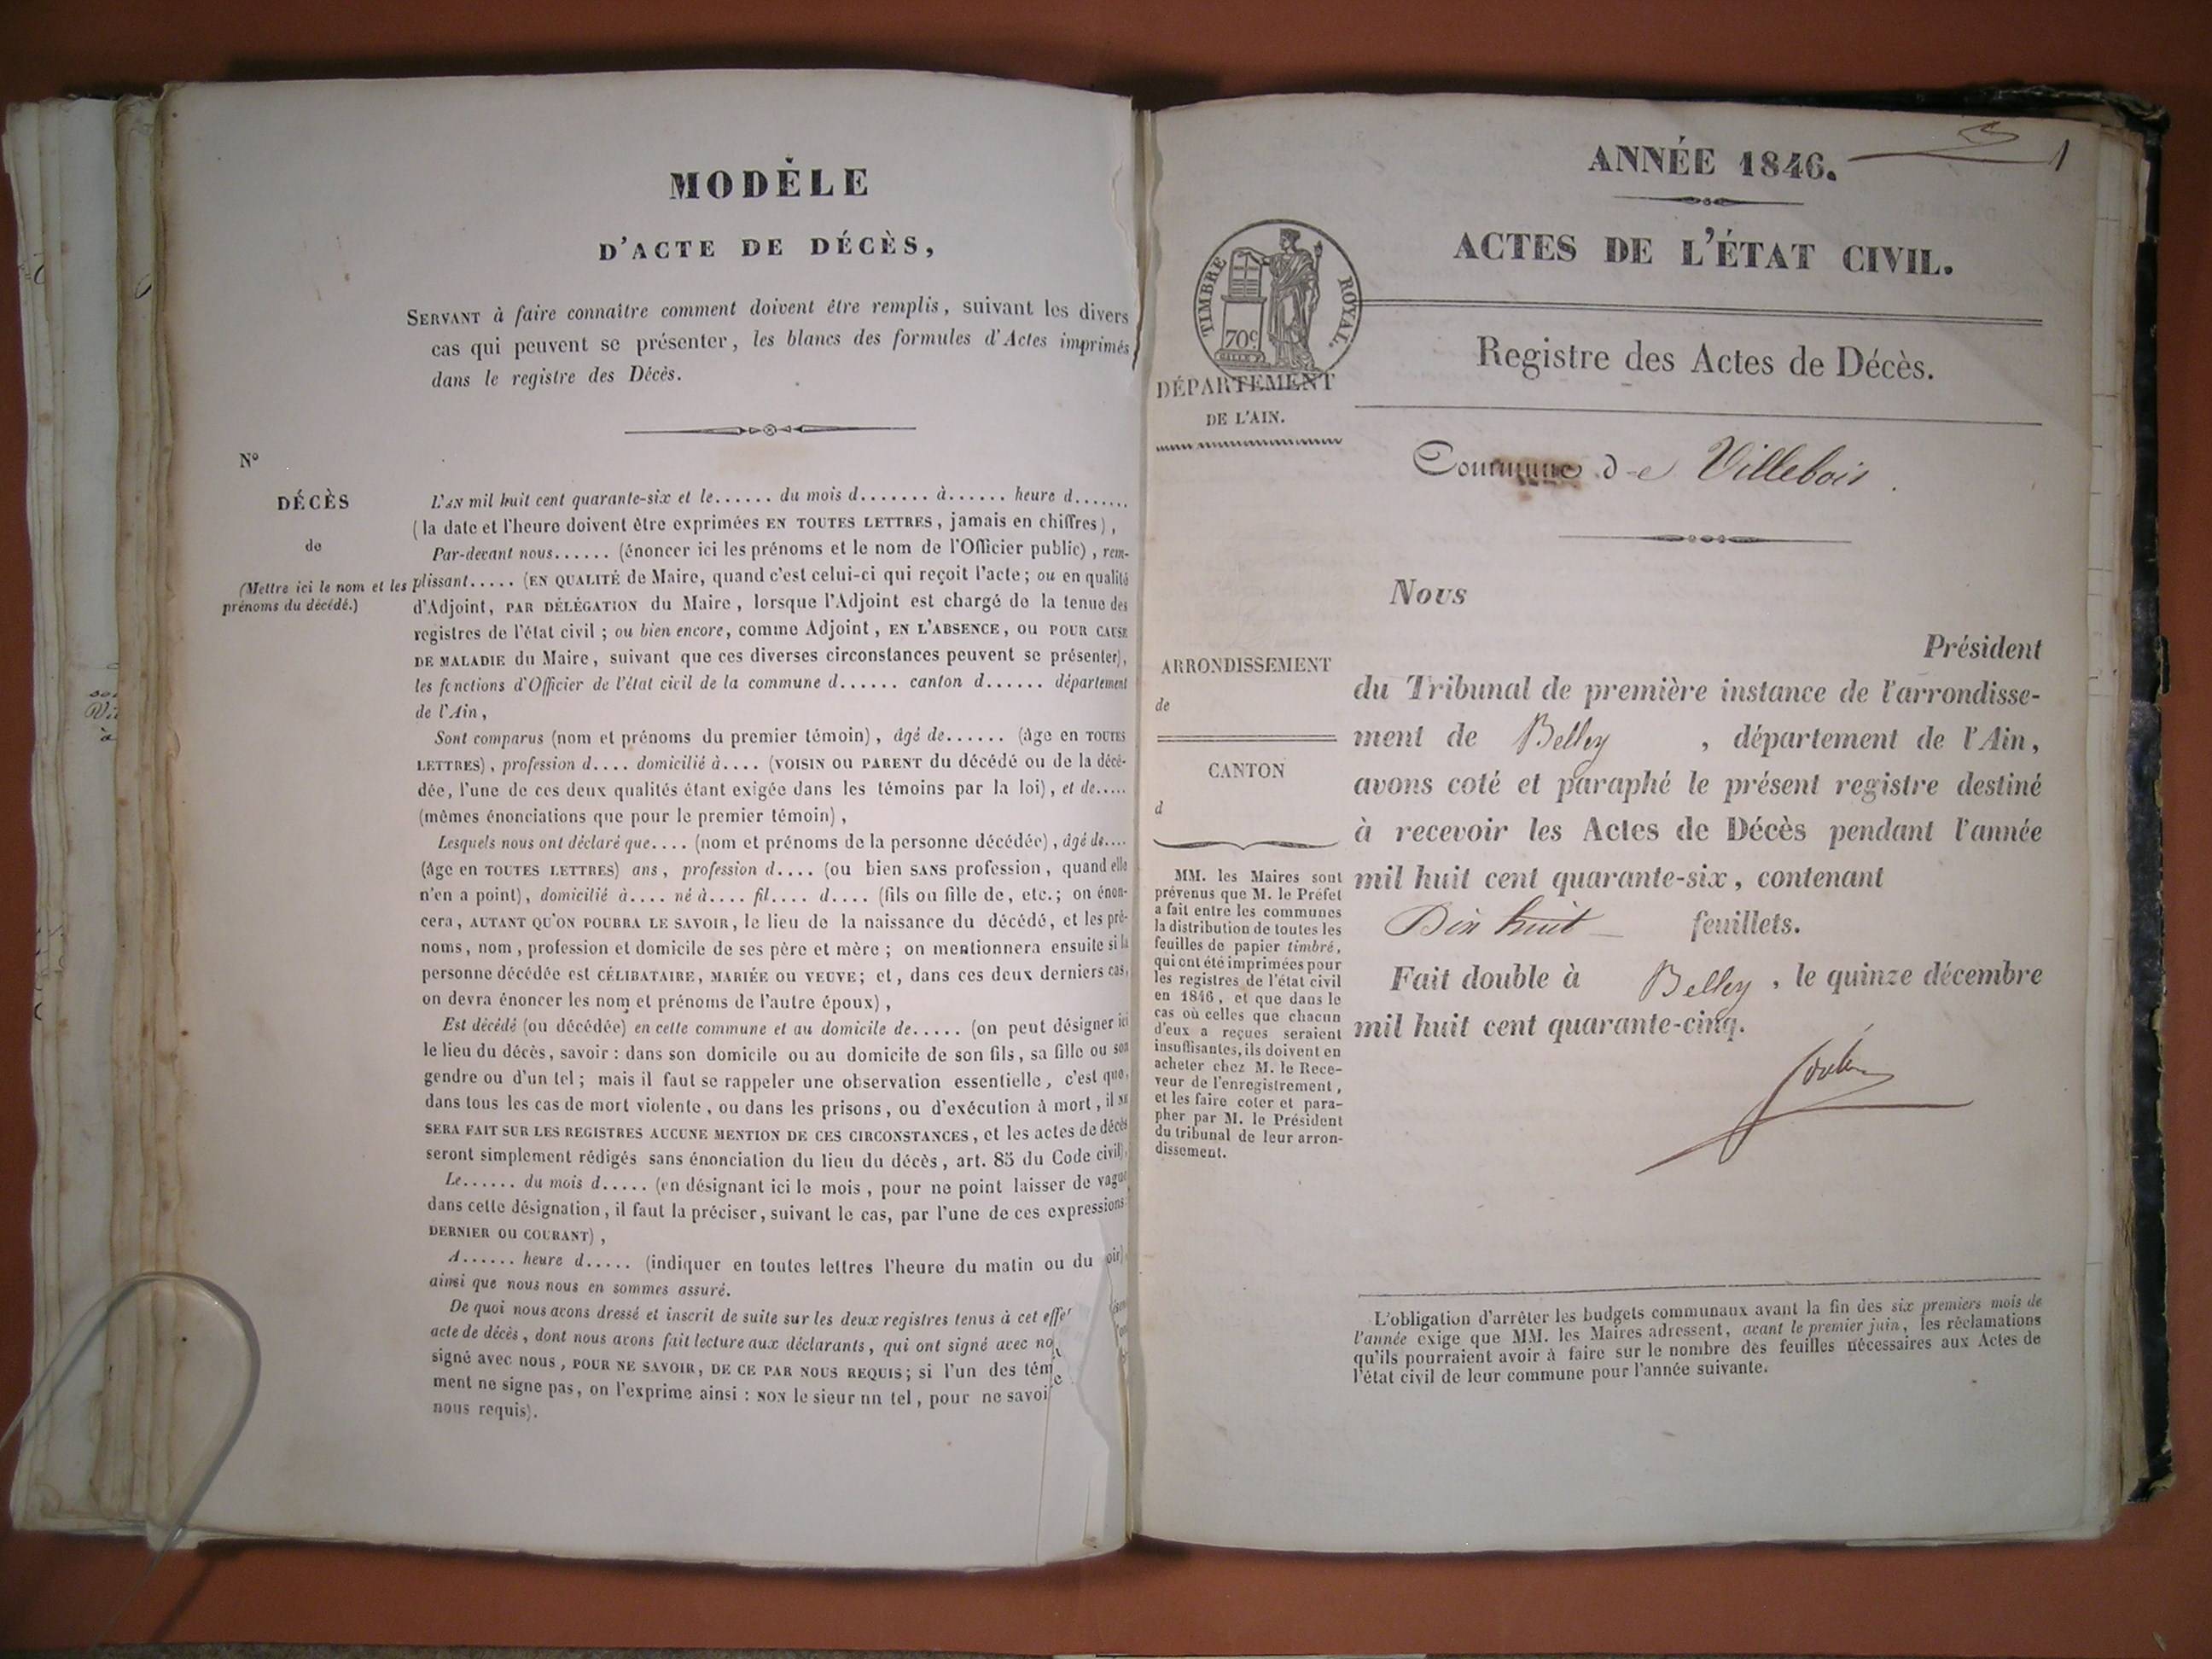 MODÈLE
D'ACTE DE DÉCÈS,
SERVANT à faire connaître comment doivent être remplis, suivant les divers
cas qui peuvent se présenter, les blancs des formules d'Actes imprimés
dans le registre des Décès.
N°
DÉCÈS
de
(Mettre ici le nom et les
prénoms du décédé.)
L'AN mil huit cent quarante-six et le...... du mois d....... à...... heure d......
(la date et l'heure doivent être exprimées EN TOUTES LETTRES, jamais en chiffres),
Par-devant nous...... (énoncer ici les prénoms et le nom de l'Officier public), rem-
plissant..... (EN QUALITÉ de Maire, quand c'est celui-ci qui reçoit l'acte; ou en qualité
d'Adjoint, PAR DÉLÉGATION du Maire, lorsque l'Adjoint est chargé de la tenue des
registres de l'état civil; ou bien encore, comme Adjoint, EN L'ABSENCE, OU POUR CAUSE
DE MALADIE du Maire, suivant que ces diverses circonstances peuvent se présenter),
les fonctions d'Officier de l'état civil de la commune d...... canton d...... département
de l'Ain,
Sont comparus (nom et prénoms du premier témoin), âgé de...... (âge en TOUTES
LETTRES), profession d.... domicilié à.... (VOISIN OU PARENT du décédé ou de la décé-
dée, l'une de ces deux qualités étant exigée dans les témoins par la loi), et de.....
(mêmes énonciations que pour le premier témoin),
Lesquels nous ont déclaré que.... (nom et prénoms de la personne décédée), âgé de....
(âge en TOUTES LETTRES) ans, profession d.... (ou bien SANS profession, quand elle
n'en a point), domicilié à.... né à.... fil.... d.... (fils ou fille de, etc.; on énon-
cera, AUTANT QU'ON POURRA LE SAVOIR, le lieu de la naissance du décédé, et les pré-
noms, nom, profession et domicile de ses père et mère; on mentionnera ensuite si la
personne décédée est CÉLIBATAIRE, MARIÉE OU VEUVE; et, dans ces deux derniers cas,
on devra énoncer les nom et prénoms de l'autre époux),
Est décédé (ou décédée) en cette commune et au domicile de..... (on peut désigner ici
le lieu du décès, savoir: dans son domicile ou au domicile de son fils, sa fille ou son
gendre ou d'un tel; mais il faut se rappeler une observation essentielle, c'est que,
dans tous les cas de mort violente, ou dans les prisons, ou d'exécution à mort, il NE
SERA FAIT SUR LES REGISTRES AUCUNE MENTION DE CES CIRCONSTANCES, et les actes de décès
seront simplement rédigés sans énonciation du lieu du décès, art. 85 du Code civil).
Le...... du mois d..... (en désignant ici le mois, pour ne point laisser de vague
dans cette désignation, il faut la préciser, suivant le cas, par l'une de ces expressions
DERNIER OU COURANT),
A...... heure d..... (indiquer en toutes lettres l'heure du matin ou du oir)
ainsi que nous nous en sommes assuré.
De quoi nous avons dressé et inscrit de suite sur les deux registres tenus à cet effe
acte de décès, dont nous avons fait lecture aux déclarants, qui ont signé avec no
signé avec nous, POUR NE SAVOIR, DE CE PAR NOUS REQUIS; si l'un des tém
ment ne signe pas, on l'exprime ainsi: NON le sieur nn tel, pour ne savoi
nous requis).
ANNÉE 1846.
1
ACTES DE L'ÉTAT CIVIL.
TIMBRE ROYAL.
70c
DÉPARTEMENT
DE L'AIN.
Registre des Actes de Décès.
Commune de Villebois.
Nous
Président
du Tribunal de première instance de l'arrondisse-
ment de Belley, département de l'Ain,
avons coté et paraphé le présent registre destiné
à recevoir les Actes de Décès pendant l'année
mil huit cent quarante-six, contenant
Dix huit feuillets.
Fait double à Belley, le quinze décembre
mil huit cent quarante-cinq.
ARRONDISSEMENT
de
CANTON
d
MM. les Maires sont
prévenus que M. le Préfet
a fait entre les communes
la distribution de toutes les
feuilles de papier timbré,
qui ont été imprimées pour
les registres de l'état civil
en 1846, et que dans le
cas où celles que chacun
d'eux a reçues seraient
insuffisantes, ils doivent en
acheter chez M. le Rece-
veur de l'enregistrement,
et les faire coter et para-
pher par M. le Président
du tribunal de leur arron-
dissement.
L'obligation d'arrêter les budgets communaux avant la fin des six premiers mois de
l'année exige que MM. les Maires adressent, avant le premier juin, les réclamations
qu'ils pourraient avoir à faire sur le nombre des feuilles nécessaires aux Actes de
l'état civil de leur commune pour l'année suivante.